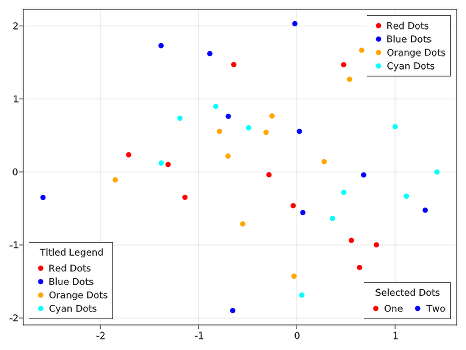 2
1
0
-1
-2
-2
-1
0
1
Red Dots
Blue Dots
Orange Dots
Cyan Dots
Titled Legend
Red Dots
Blue Dots
Orange Dots
Cyan Dots
Selected Dots
One Two